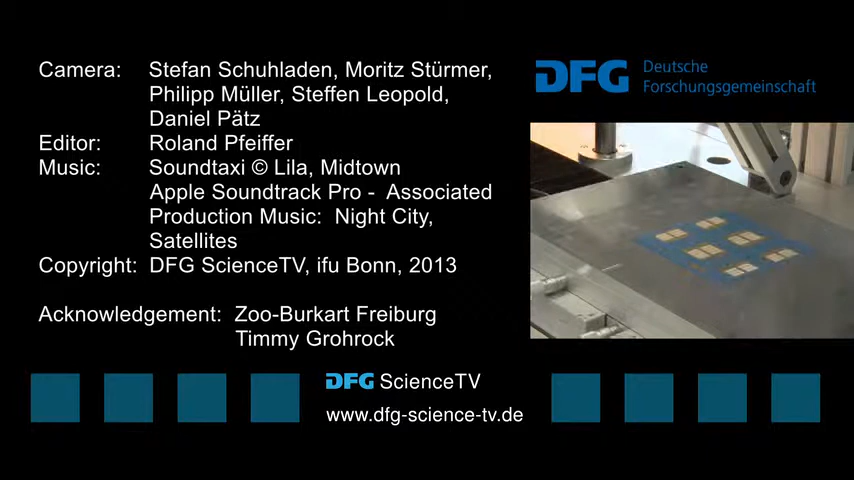 Camera: Stefan Schuhladen, Moritz Stürmer,
Philipp Müller, Steffen Leopold,
Daniel Pätz
Editor: Roland Pfeiffer
Music: Soundtaxi © Lila, Midtown
Apple Soundtrack Pro - Associated
Production Music: Night City,
Satellites
Copyright: DFG ScienceTV, ifu Bonn, 2013
Acknowledgement: Zoo-Burkart Freiburg
Timmy Grohrock
DFG Deutsche
Forschungsgemeinschaft
DFG ScienceTV
www.dfg-science-tv.de